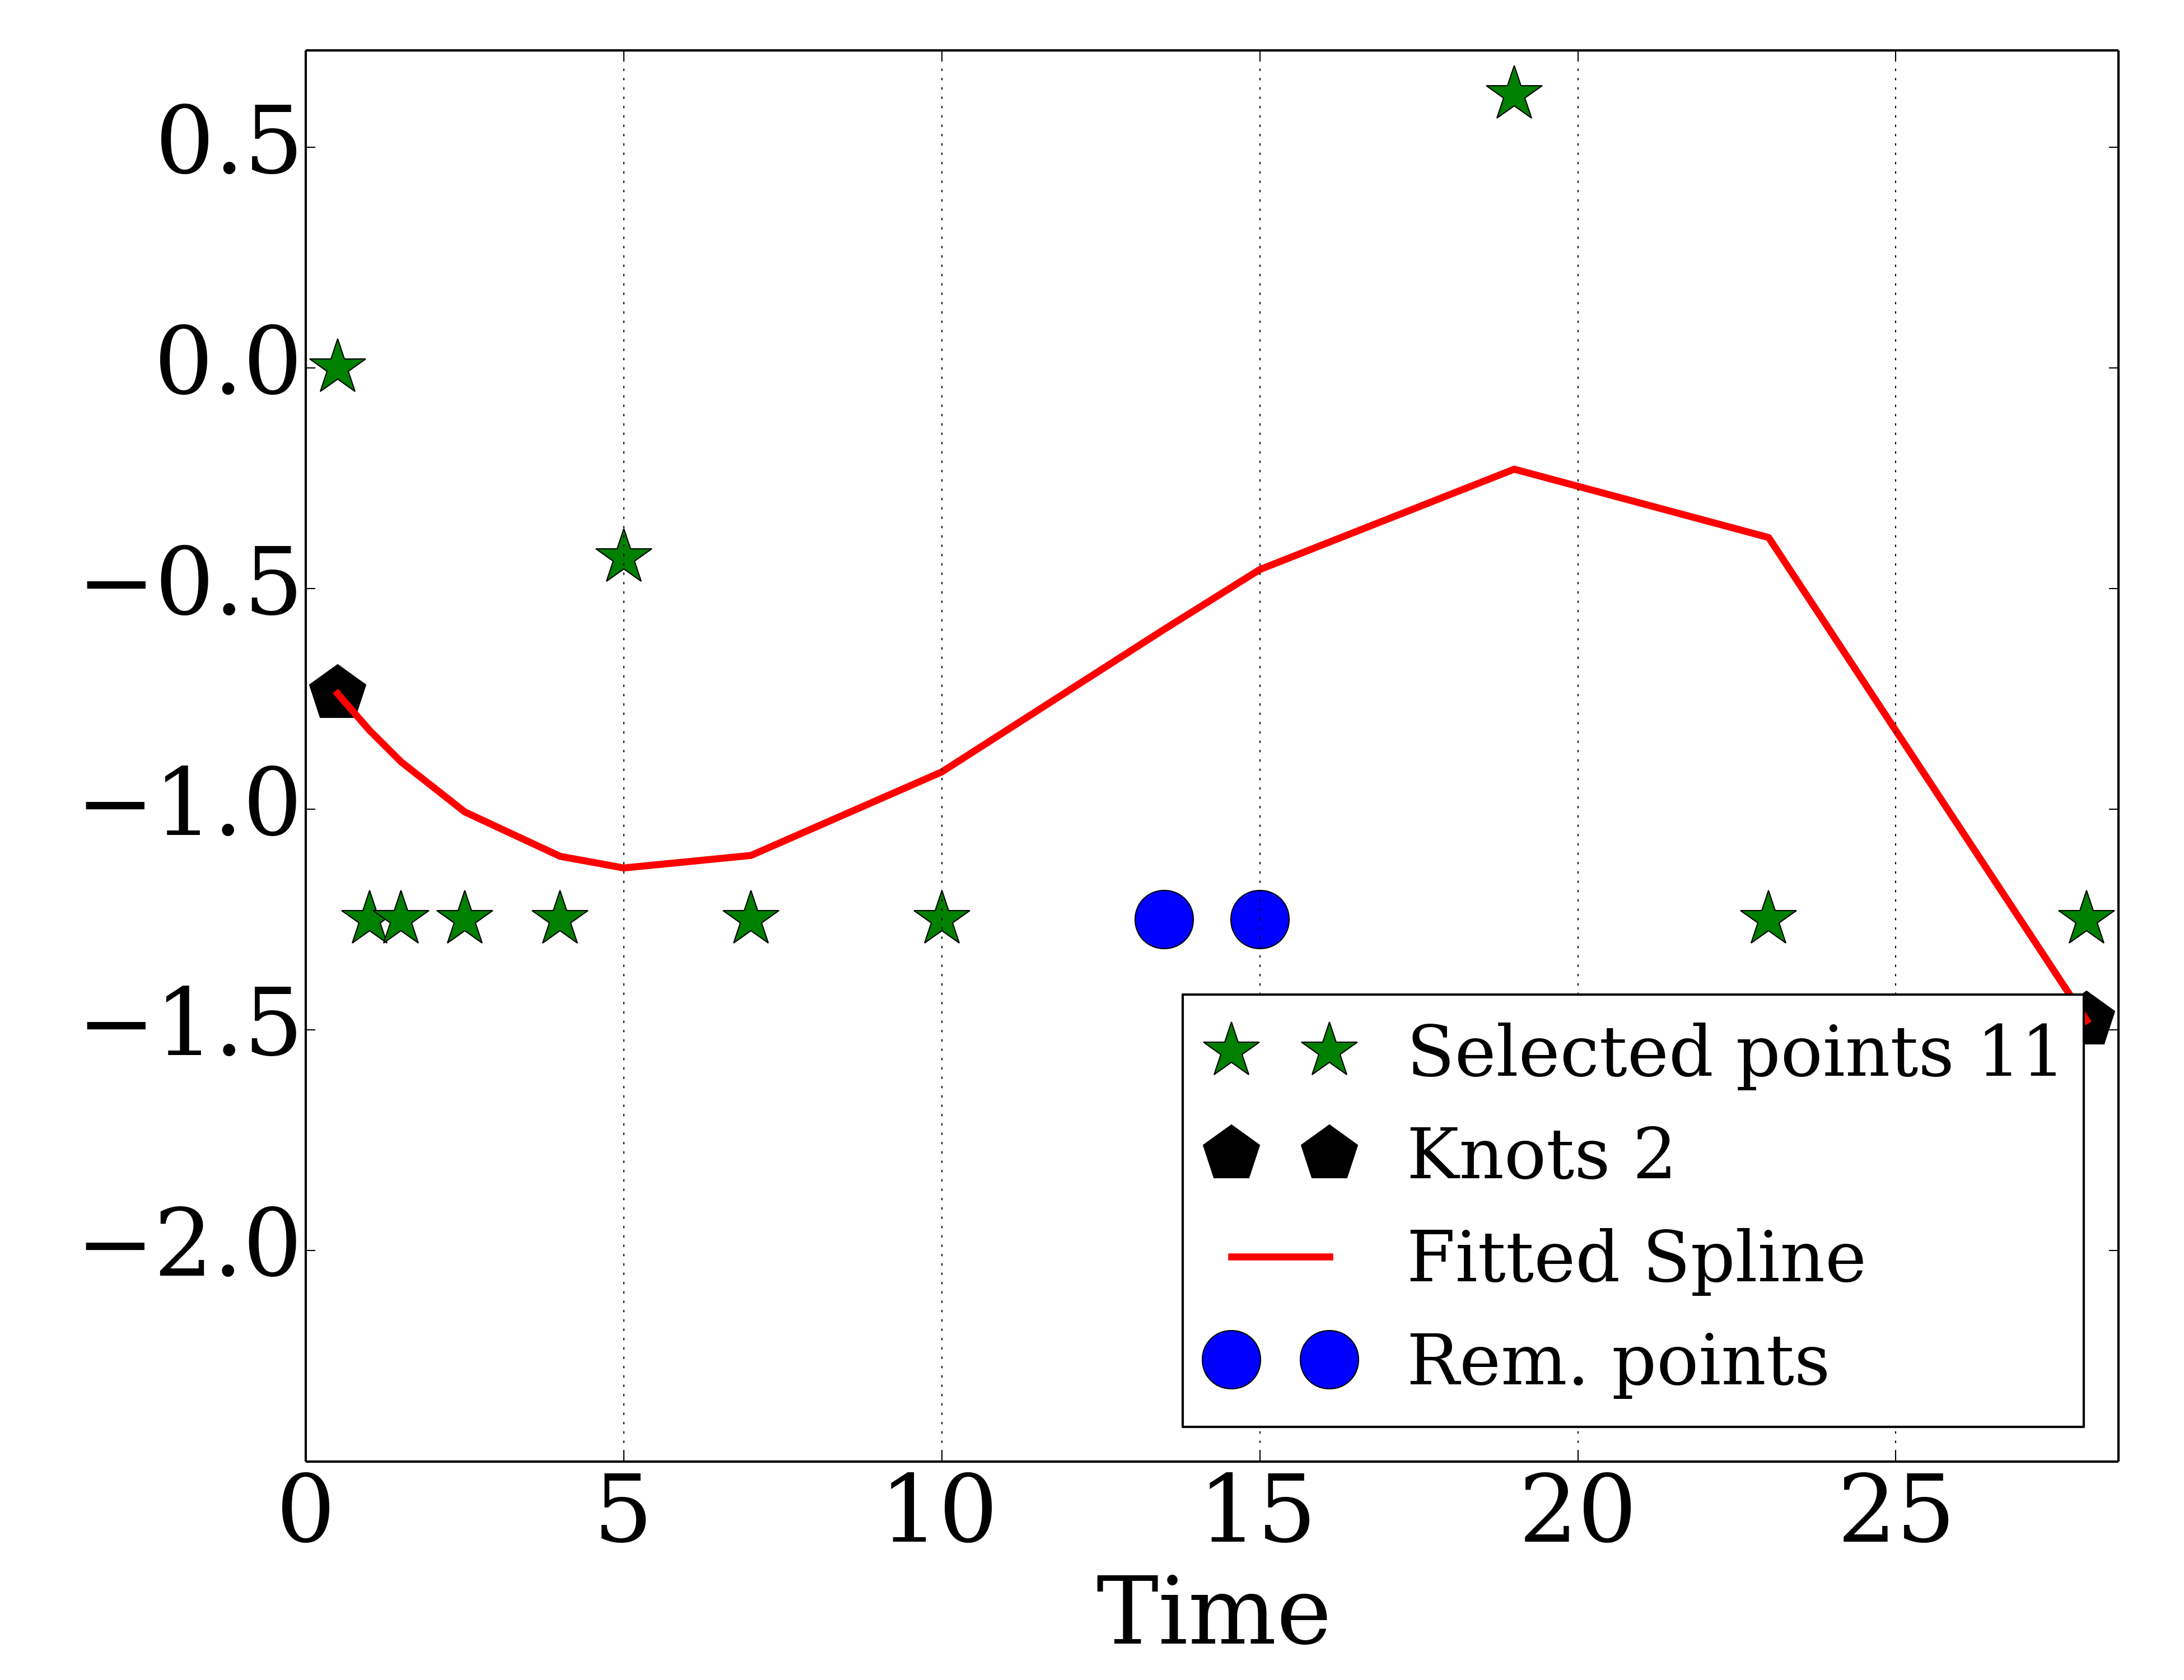 0.5
0.0
−0.5
−1.0
−1.5
−2.0
Selected points 11
Knots 2
Fitted Spline
Rem. points
0 5 10 15 20 25
Time